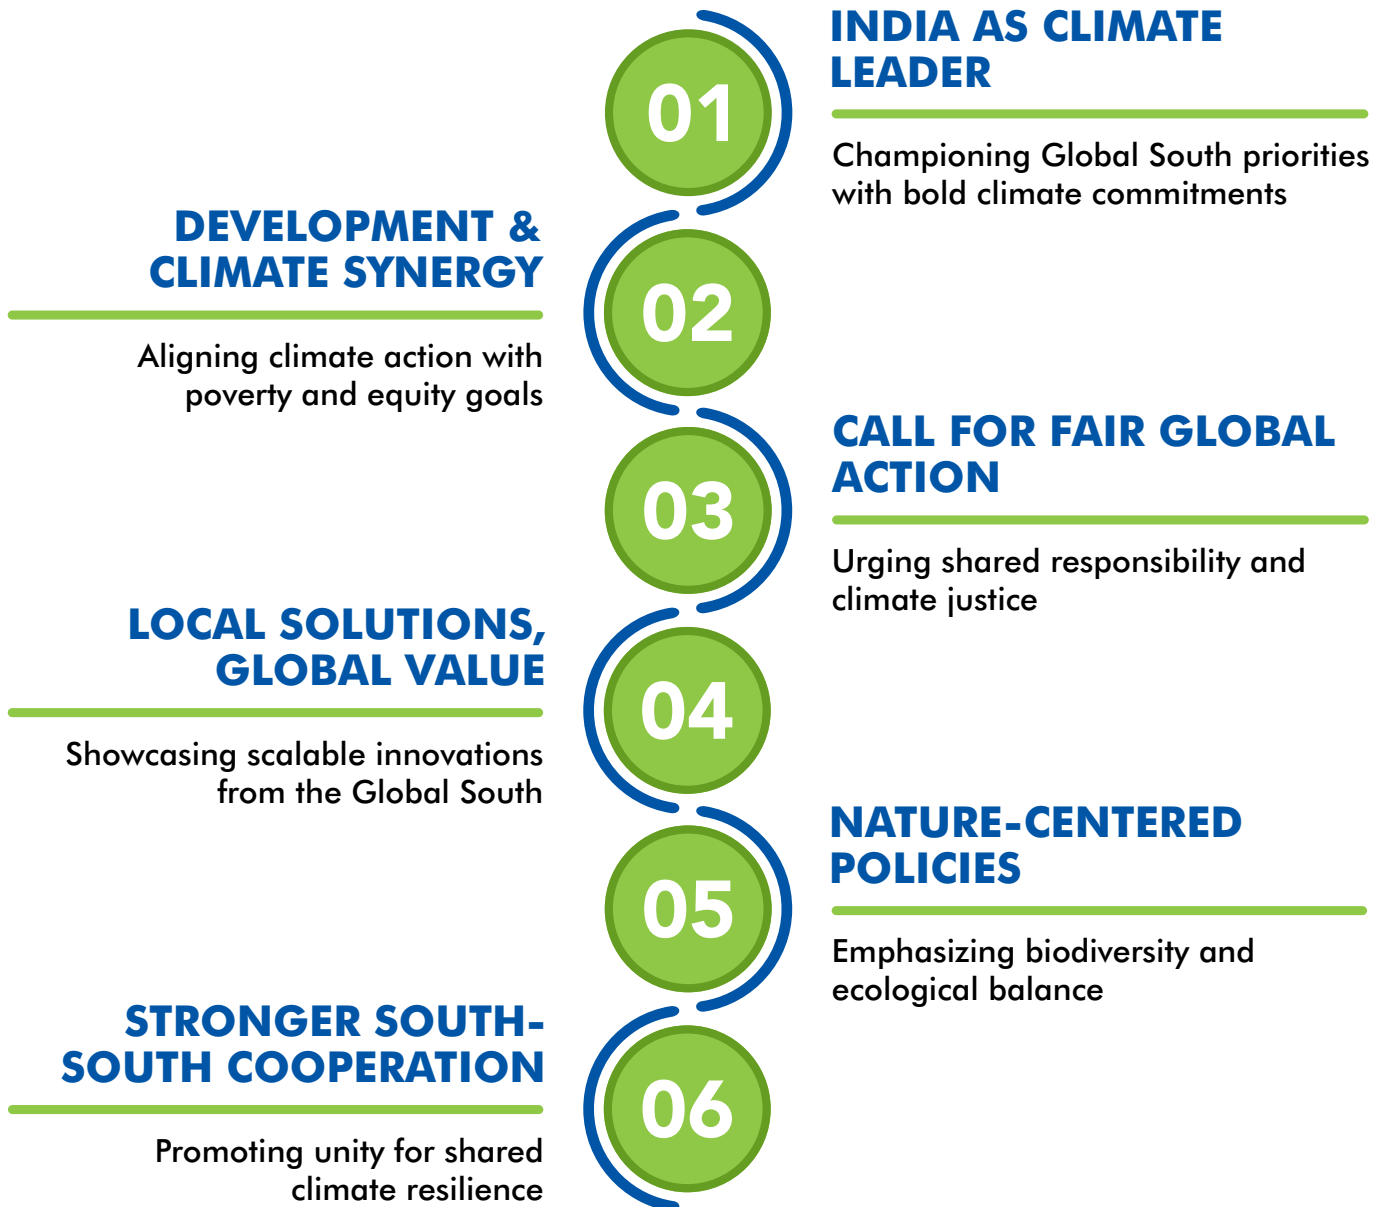 01
INDIA AS CLIMATE
LEADER
Championing Global South priorities
with bold climate commitments
DEVELOPMENT &
CLIMATE SYNERGY
02
Aligning climate action with
poverty and equity goals
03
CALL FOR FAIR GLOBAL
ACTION
Urging shared responsibility and
climate justice
LOCAL SOLUTIONS,
GLOBAL VALUE
04
Showcasing scalable innovations
from the Global South
05
NATURE-CENTERED
POLICIES
Emphasizing biodiversity and
ecological balance
STRONGER SOUTH-
SOUTH COOPERATION
06
Promoting unity for shared
climate resilience